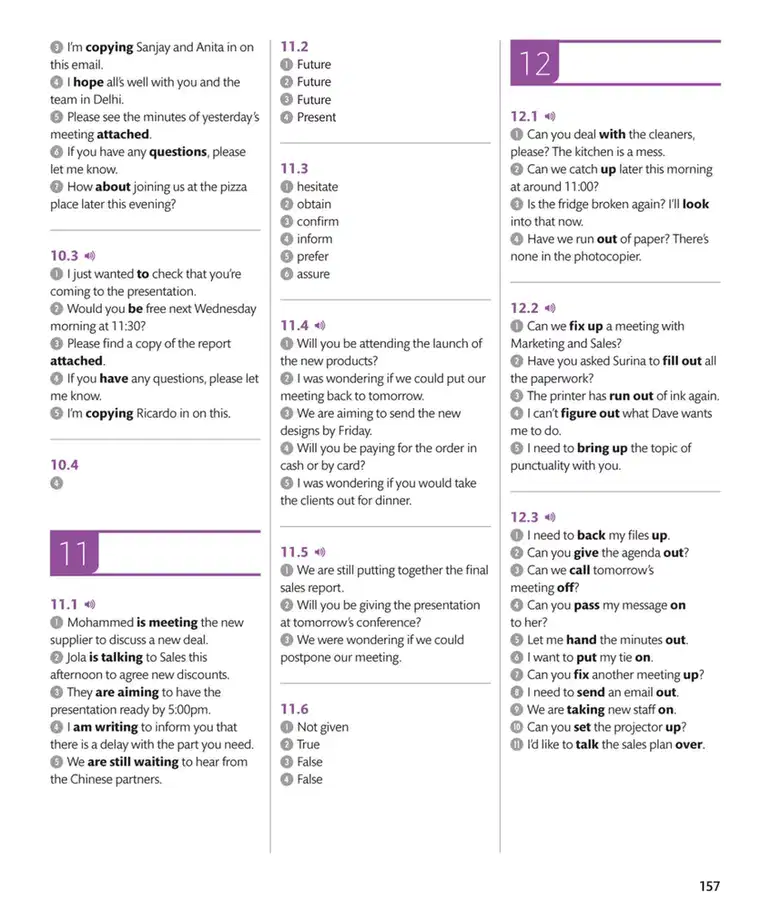 3 I'm copying Sanjay and Anita in on
this email.
4 I hope all's well with you and the
team in Delhi.
5 Please see the minutes of yesterday's
meeting attached.
6 If you have any questions, please
let me know.
7 How about joining us at the pizza
place later this evening?
10.3
1 I just wanted to check that you're
coming to the presentation.
2 Would you be free next Wednesday
morning at 11:30?
3 Please find a copy of the report
attached.
4 If you have any questions, please let
me know.
5 I'm copying Ricardo in on this.
10.4
4
11
11.1
1 Mohammed is meeting the new
supplier to discuss a new deal.
2 Jola is talking to Sales this
afternoon to agree new discounts.
3 They are aiming to have the
presentation ready by 5:00pm.
4 I am writing to inform you that
there is a delay with the part you need.
5 We are still waiting to hear from
the Chinese partners.
11.2
1 Future
2 Future
3 Future
4 Present
11.3
1 hesitate
2 obtain
3 confirm
4 inform
5 prefer
6 assure
11.4
1 Will you be attending the launch of
the new products?
2 I was wondering if we could put our
meeting back to tomorrow.
3 We are aiming to send the new
designs by Friday.
4 Will you be paying for the order in
cash or by card?
5 I was wondering if you would take
the clients out for dinner.
11.5
1 We are still putting together the final
sales report.
2 Will you be giving the presentation
at tomorrow's conference?
3 We were wondering if we could
postpone our meeting.
11.6
1 Not given
2 True
3 False
4 False
12
12.1
1 Can you deal with the cleaners,
please? The kitchen is a mess.
2 Can we catch up later this morning
at around 11:00?
3 Is the fridge broken again? I'll look
into that now.
4 Have we run out of paper? There's
none in the photocopier.
12.2
1 Can we fix up a meeting with
Marketing and Sales?
2 Have you asked Surina to fill out all
the paperwork?
3 The printer has run out of ink again.
4 I can't figure out what Dave wants
me to do.
5 I need to bring up the topic of
punctuality with you.
12.3
1 I need to back my files up.
2 Can you give the agenda out?
3 Can we call tomorrow's
meeting off?
4 Can you pass my message on
to her?
5 Let me hand the minutes out.
6 I want to put my tie on.
7 Can you fix another meeting up?
8 I need to send an email out.
9 We are taking new staff on.
10 Can you set the projector up?
11 I'd like to talk the sales plan over.
157